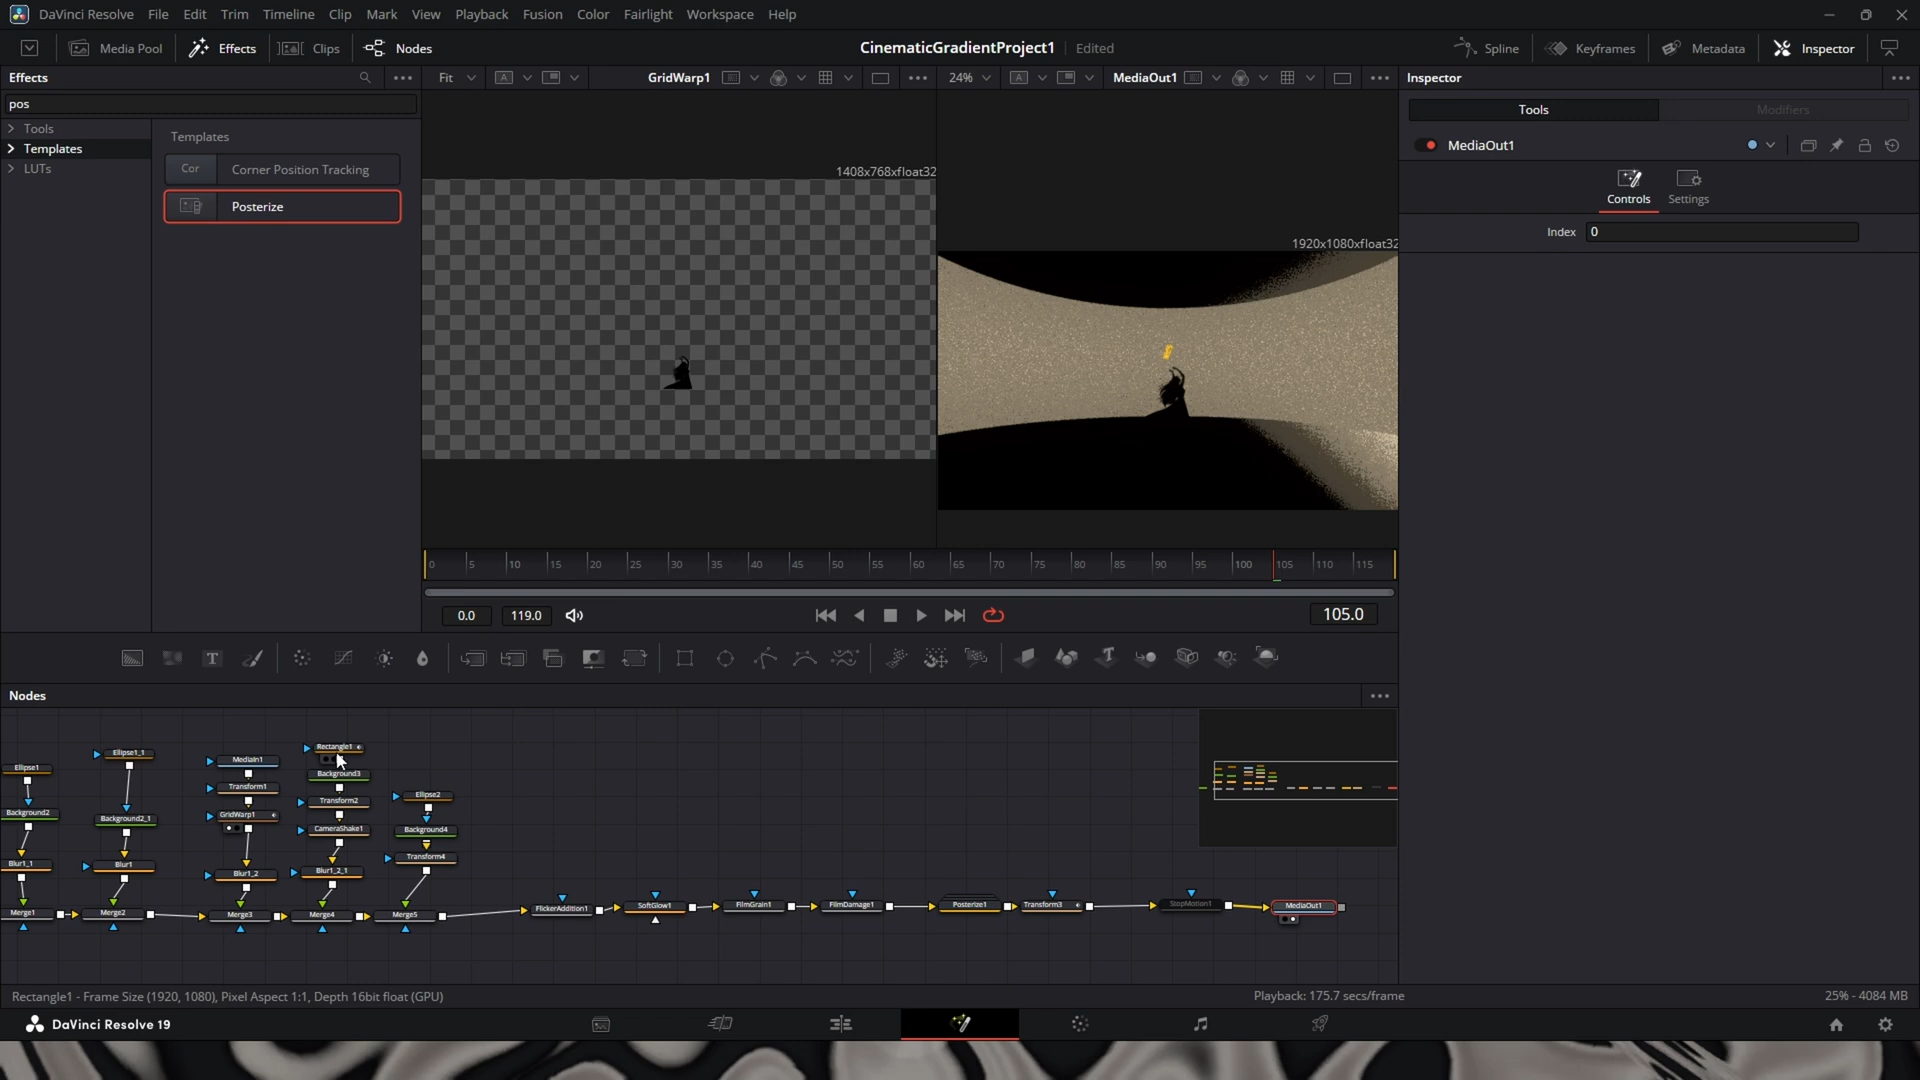 DaVinci Resolve File Edit Trim Timeline Clip Mark View Playback Fusion Color Fairlight Workspace Help
Media Pool Effects Clips Nodes CinematicGradientProject1 Edited Spline Keyframes Metadata Inspector
Effects Fit A GridWarp1 24% A MediaOut1 Inspector
pos
Tools Modifiers
Tools
Templates
Templates
LUTs
MediaOut1
Cor Corner Position Tracking
Posterize
1408x768xfloat32
1920x1080xfloat32
Controls Settings
Index 0
0 5 10 15 20 25 30 35 40 45 50 55 60 65 70 75 80 85 90 95 100 105 110 115
0.0 119.0 105.0
T
Nodes
Rectangle1
Ellipse1_1
MediaIn1
Ellipse1
Background3
Transform1
Ellipse2
Transform2
Background2
GridWarp1
Background2_1
CameraShake1
Background4
Transform4
Blur1_1
Blur1
Blur1_2
Blur1_2_1
Merge1 Merge2 Merge3 Merge4 Merge5 FlickerAddition1 SoftGlow1 FilmGrain1 FilmDamage1 Posterize1 Transform3 StopMotion1 MediaOut1
Rectangle1 - Frame Size (1920, 1080), Pixel Aspect 1:1, Depth 16bit float (GPU) Playback: 175.7 secs/frame 25% - 4084 MB
DaVinci Resolve 19